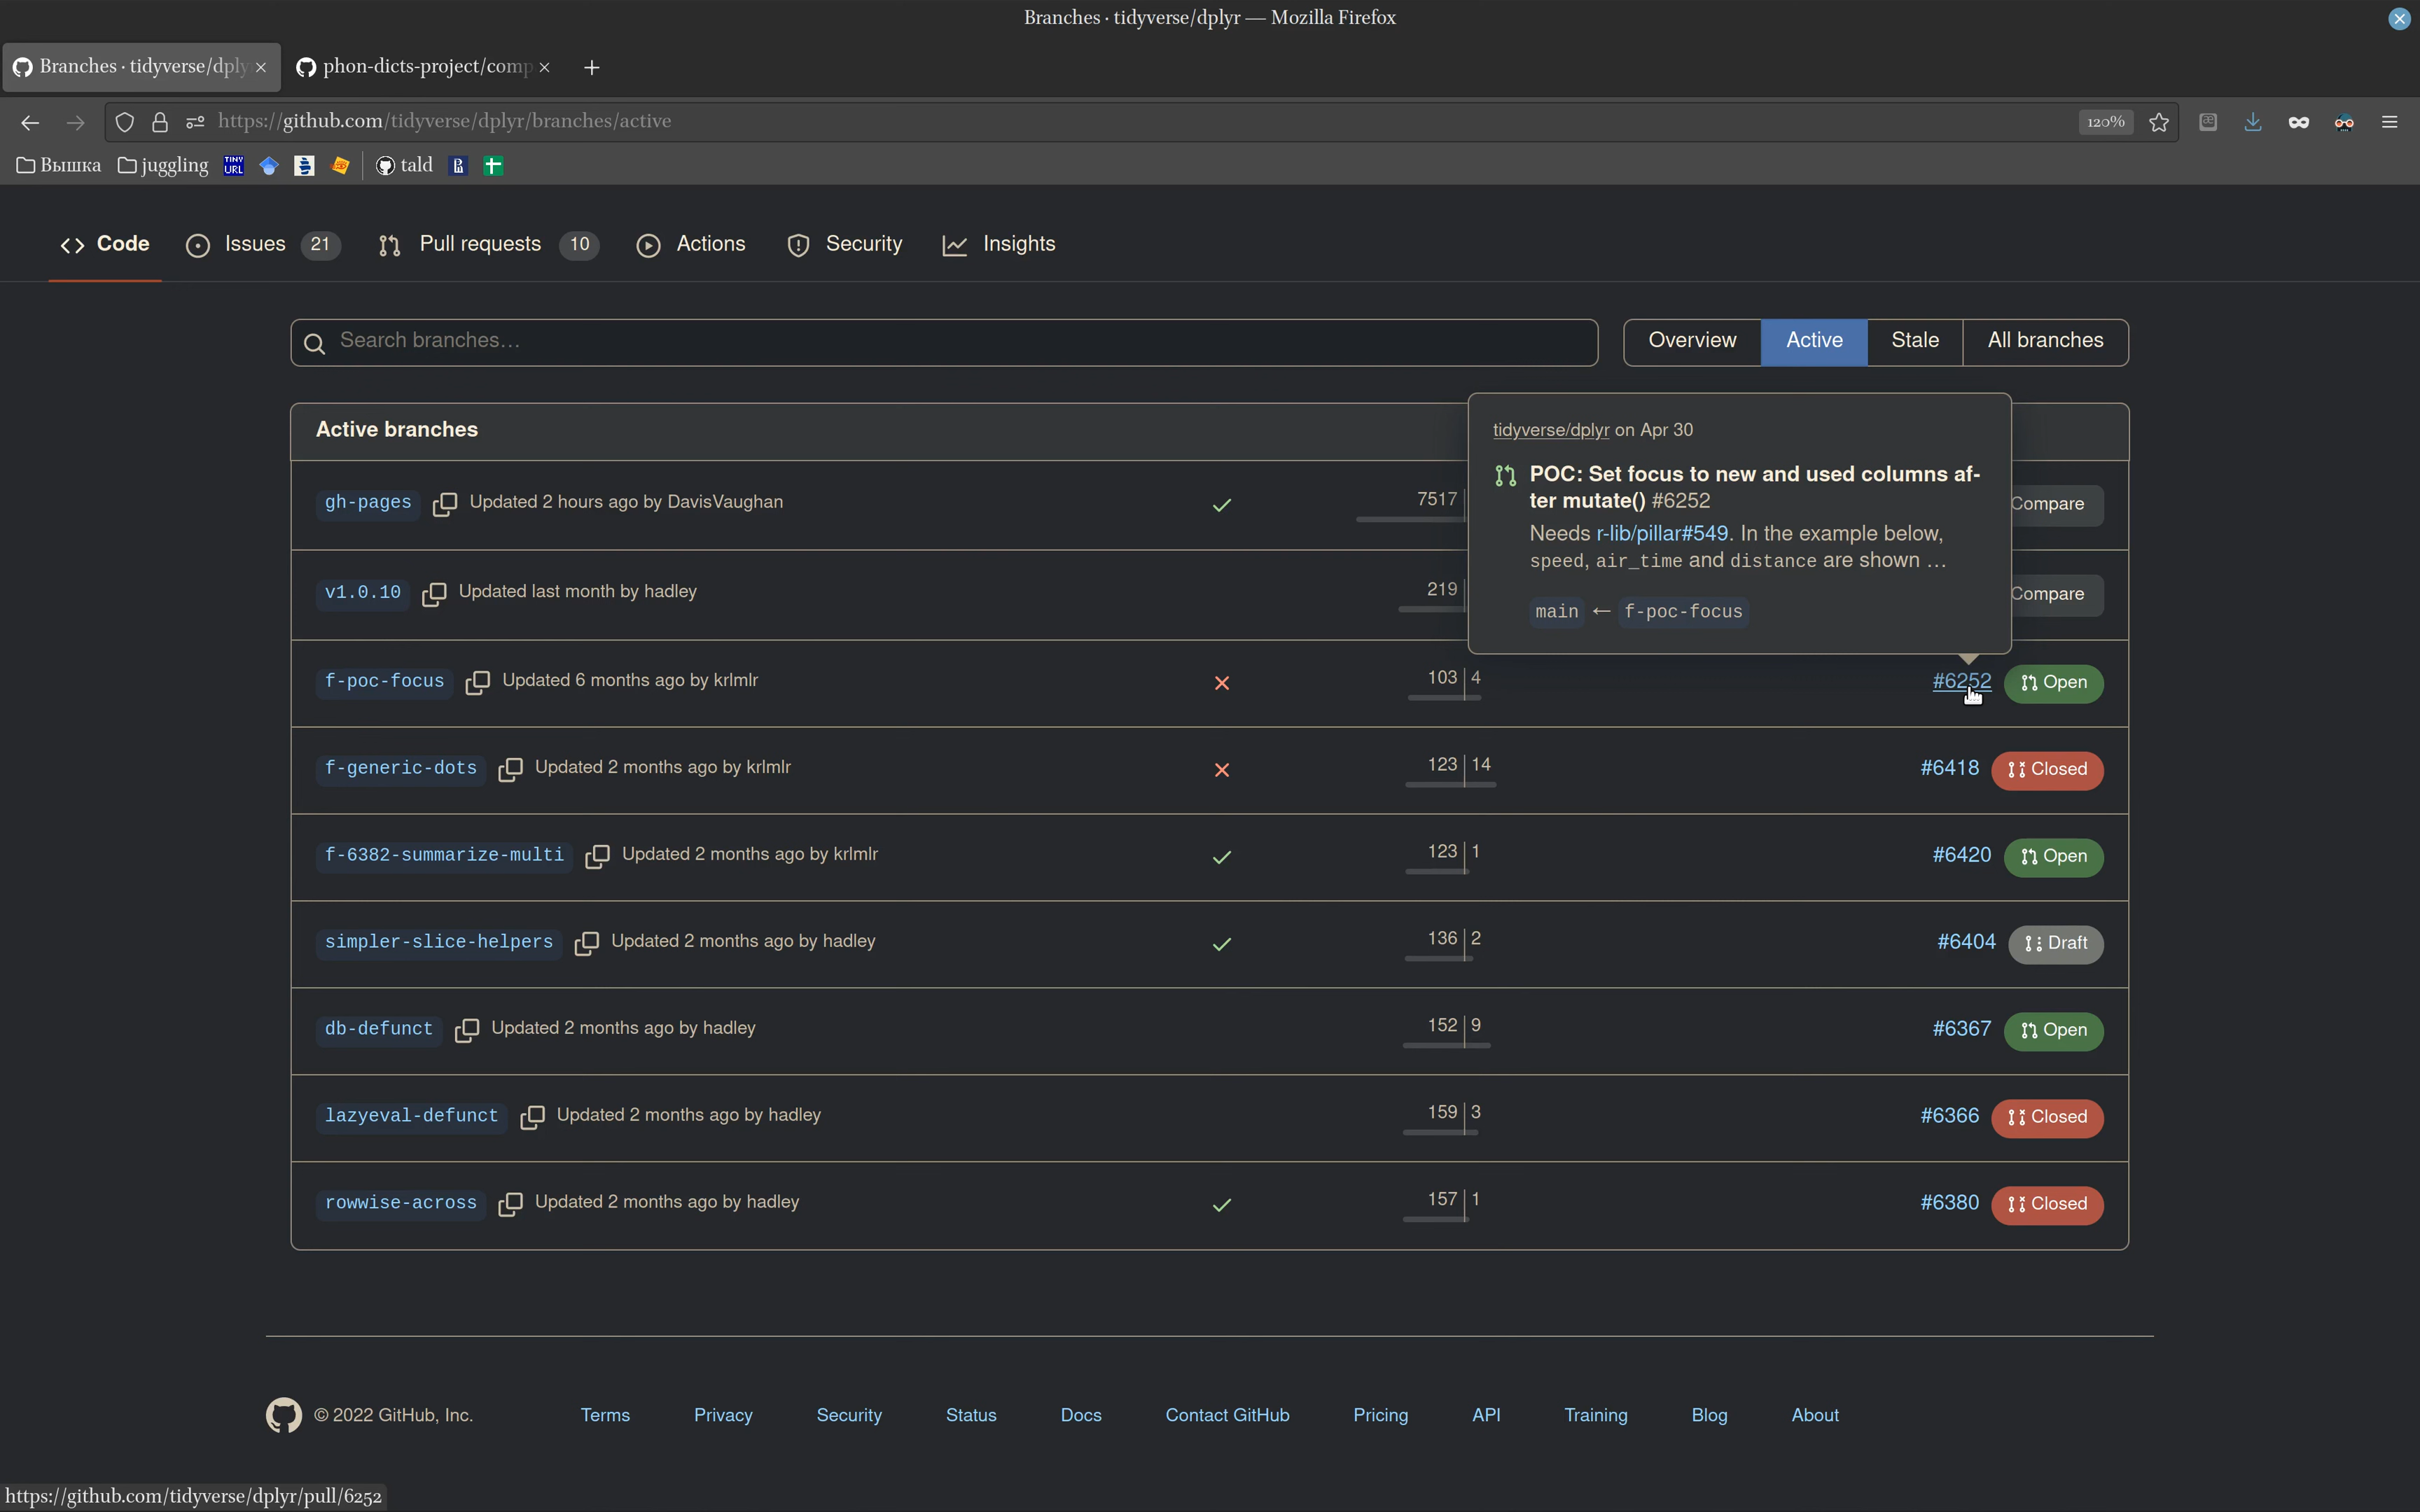 Branches · tidyverse/dplyr — Mozilla Firefox
Branches · tidyverse/dply
phon-dicts-project/comp
https://github.com/tidyverse/dplyr/branches/active
120%
Вышка
juggling
TINY URL
tald
Code
Issues 21
Pull requests 10
Actions
Security
Insights
Search branches…
Overview
Active
Stale
All branches
Active branches
tidyverse/dplyr on Apr 30
POC: Set focus to new and used columns af-
ter mutate() #6252
Needs r-lib/pillar#549. In the example below,
speed, air_time and distance are shown …
main ← f-poc-focus
gh-pages Updated 2 hours ago by DavisVaughan 7517 Compare
v1.0.10 Updated last month by hadley 219 Compare
f-poc-focus Updated 6 months ago by krlmlr 103 4 #6252 Open
f-generic-dots Updated 2 months ago by krlmlr 123 14 #6418 Closed
f-6382-summarize-multi Updated 2 months ago by krlmlr 123 1 #6420 Open
simpler-slice-helpers Updated 2 months ago by hadley 136 2 #6404 Draft
db-defunct Updated 2 months ago by hadley 152 9 #6367 Open
lazyeval-defunct Updated 2 months ago by hadley 159 3 #6366 Closed
rowwise-across Updated 2 months ago by hadley 157 1 #6380 Closed
© 2022 GitHub, Inc.
Terms
Privacy
Security
Status
Docs
Contact GitHub
Pricing
API
Training
Blog
About
https://github.com/tidyverse/dplyr/pull/6252